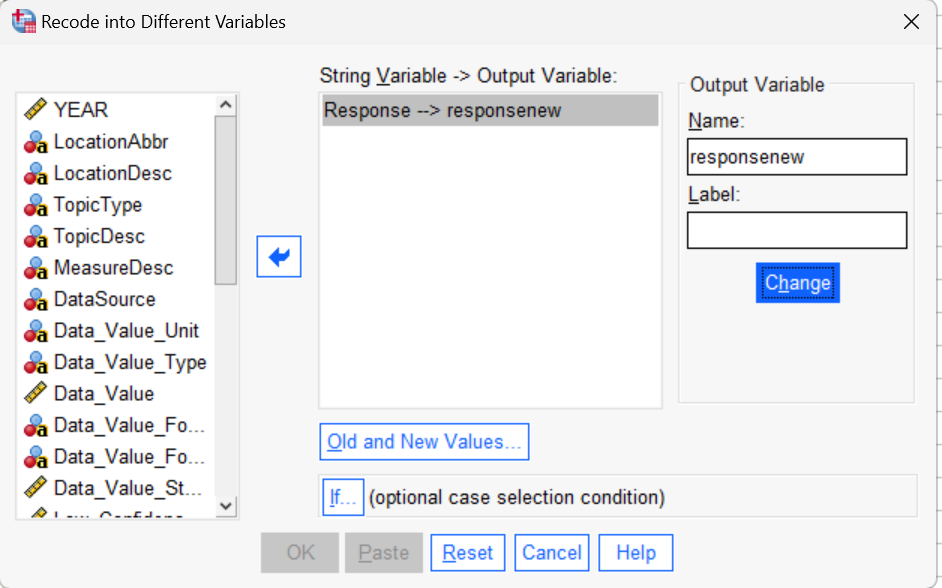 Recode into Different Variables
String Variable -> Output Variable:
YEAR
LocationAbbr
LocationDesc
TopicType
TopicDesc
MeasureDesc
DataSource
Data_Value_Unit
Data_Value_Type
Data_Value
Data_Value_Fo...
Data_Value_Fo...
Data_Value_St...
Response --> responsenew
Output Variable
Name:
responsenew
Label:
Change
Old and New Values...
If... (optional case selection condition)
OK Paste Reset Cancel Help